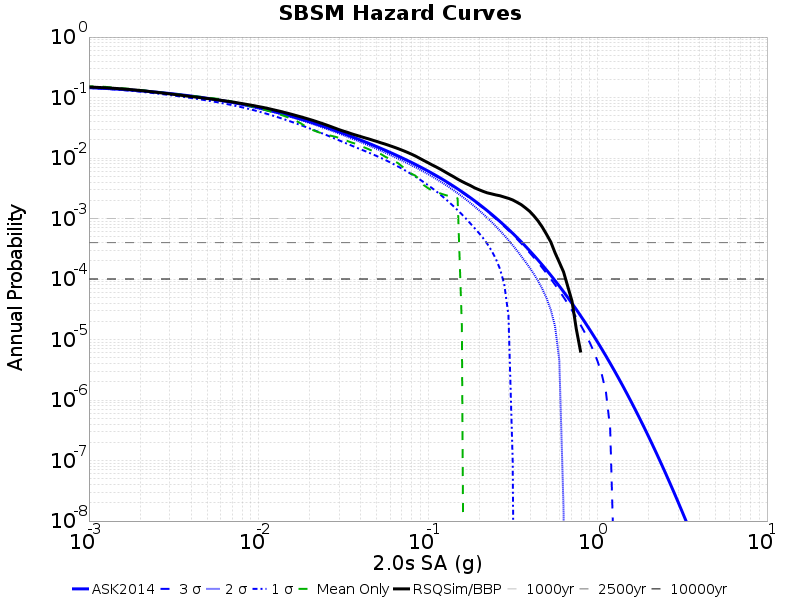 SBSM Hazard Curves
Annual Probability
10^0
10^-1
10^-2
10^-3
10^-4
10^-5
10^-6
10^-7
10^-8
10^-3 10^-2 10^-1 10^0 10^1
2.0s SA (g)
ASK2014 3 σ 2 σ 1 σ Mean Only RSQSim/BBP 1000yr 2500yr 10000yr